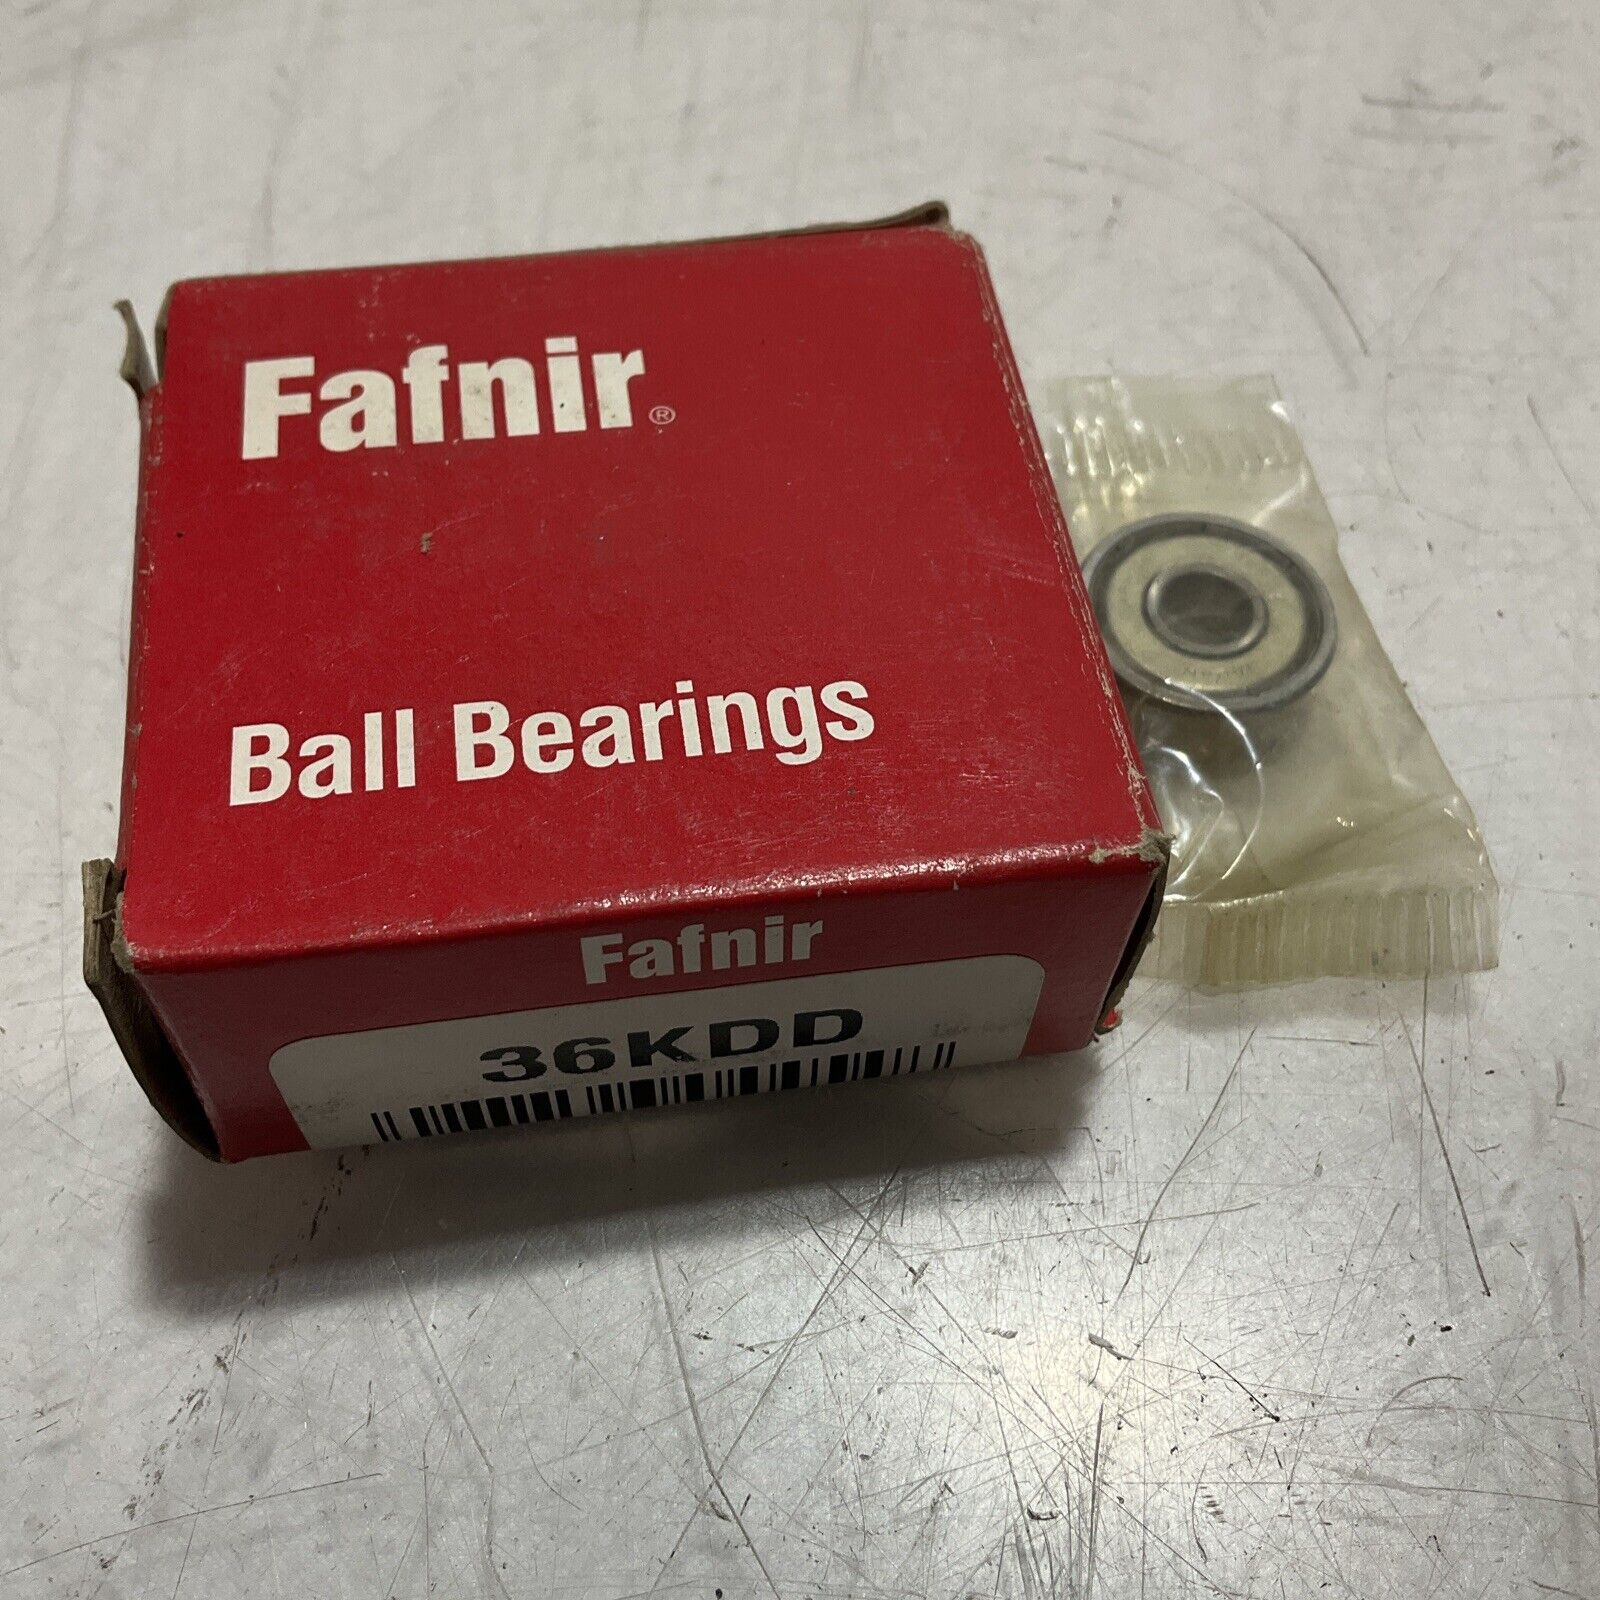 Fafnir®
Ball Bearings
Fafnir
36KDD